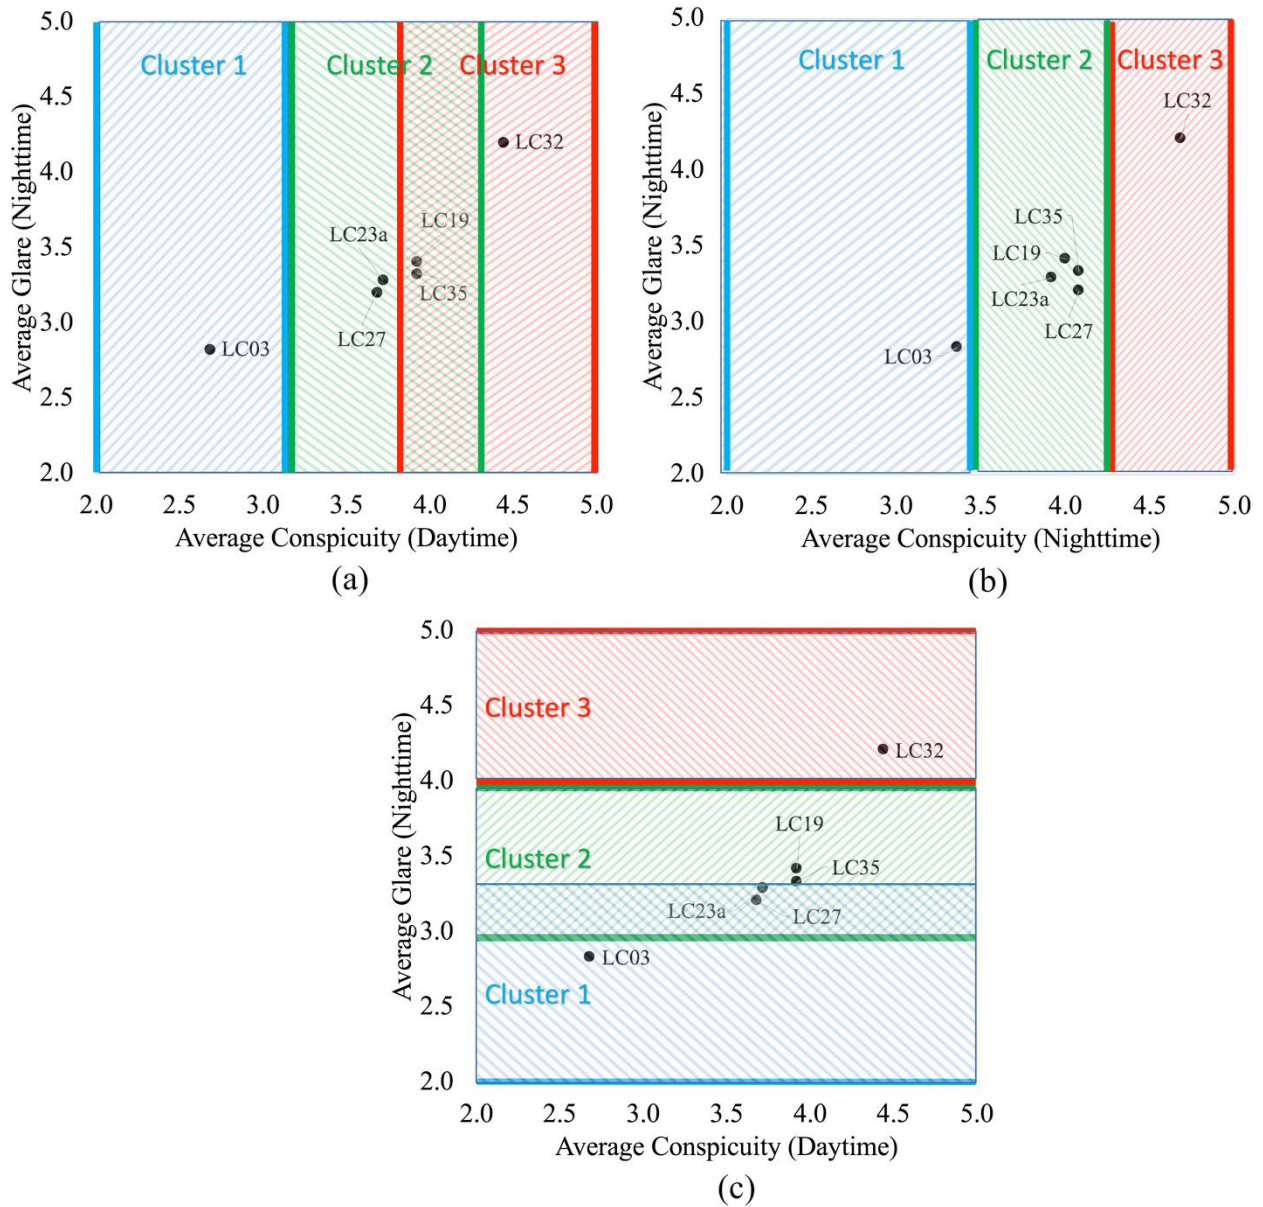 5.0
Cluster 1
Cluster 2
Cluster 3
4.5
4.0
LC32
3.5
LC19
LC23a
LC35
3.0
LC27
LC03
2.5
2.0
Average Glare (Nighttime)
2.0 2.5 3.0 3.5 4.0 4.5 5.0
Average Conspicuity (Daytime)
(a)
5.0
Cluster 1
Cluster 2
Cluster 3
4.5
LC32
4.0
LC35
3.5
LC19
LC23a
3.0
LC27
LC03
2.5
2.0
Average Glare (Nighttime)
2.0 2.5 3.0 3.5 4.0 4.5 5.0
Average Conspicuity (Nighttime)
(b)
5.0
4.5
Cluster 3
LC32
4.0
LC19
3.5
Cluster 2
LC35
LC23a
LC27
3.0
LC03
Cluster 1
2.5
2.0
Average Glare (Nighttime)
2.0 2.5 3.0 3.5 4.0 4.5 5.0
Average Conspicuity (Daytime)
(c)